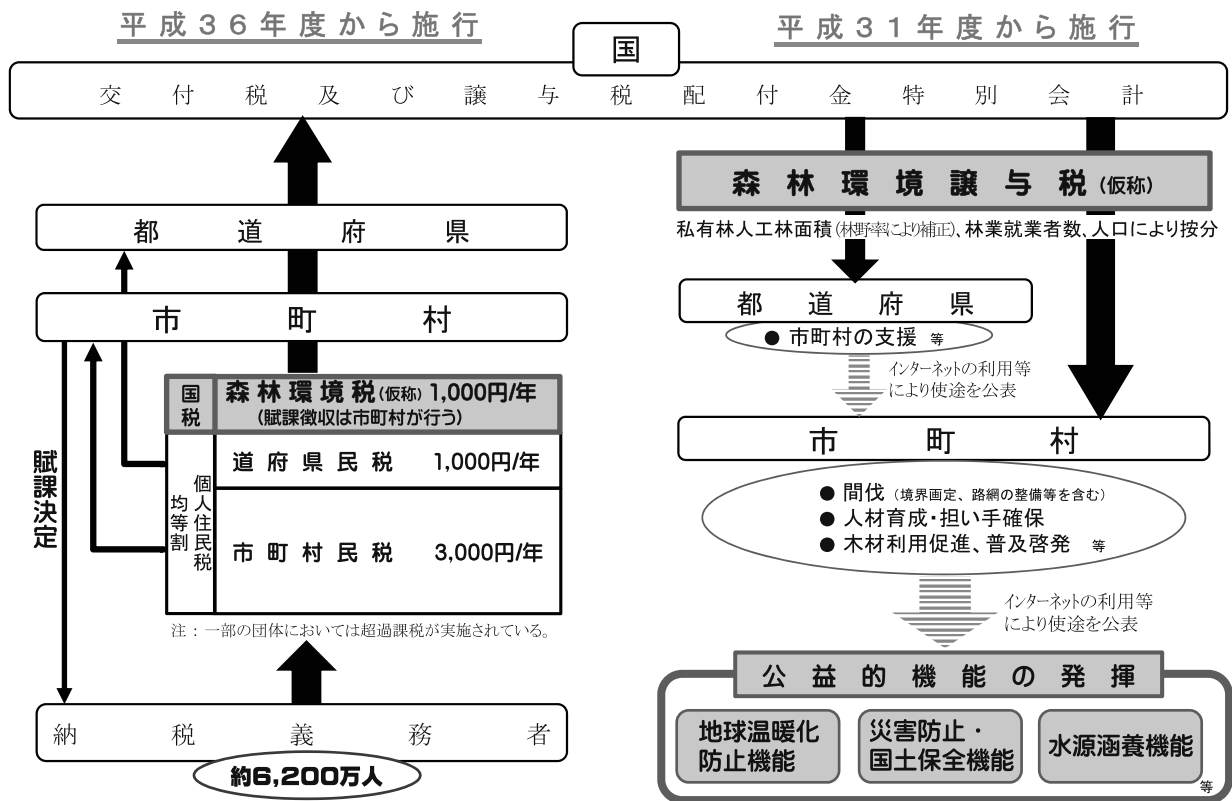 平成36年度から施行
平成31年度から施行
国
交付税及び譲与税配付金特別会計
都道府県
市町村
国税
森林環境税(仮称) 1,000円/年
(賦課徴収は市町村が行う)
個人住民税
均等割
道府県民税 1,000円/年
市町村民税 3,000円/年
賦課決定
注：一部の団体においては超過課税が実施されている。
納税義務者
約6,200万人
森林環境譲与税(仮称)
私有林人工林面積(林野率により補正)、林業就業者数、人口により按分
都道府県
● 市町村の支援 等
インターネットの利用等
により使途を公表
市町村
● 間伐（境界画定、路網の整備等を含む）
● 人材育成・担い手確保
● 木材利用促進、普及啓発 等
インターネットの利用等
により使途を公表
公益的機能の発揮
地球温暖化
防止機能
災害防止・
国土保全機能
水源涵養機能
等